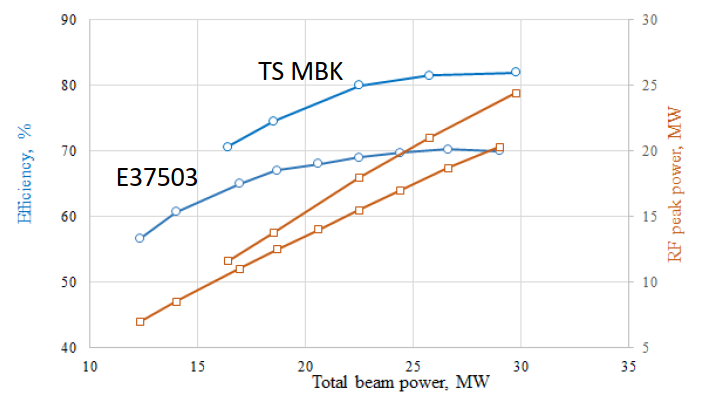 90
80
70
60
50
40
Efficiency, %
TS MBK
E37503
30
25
20
15
10
5
RF peak power, MW
10 15 20 25 30 35
Total beam power, MW